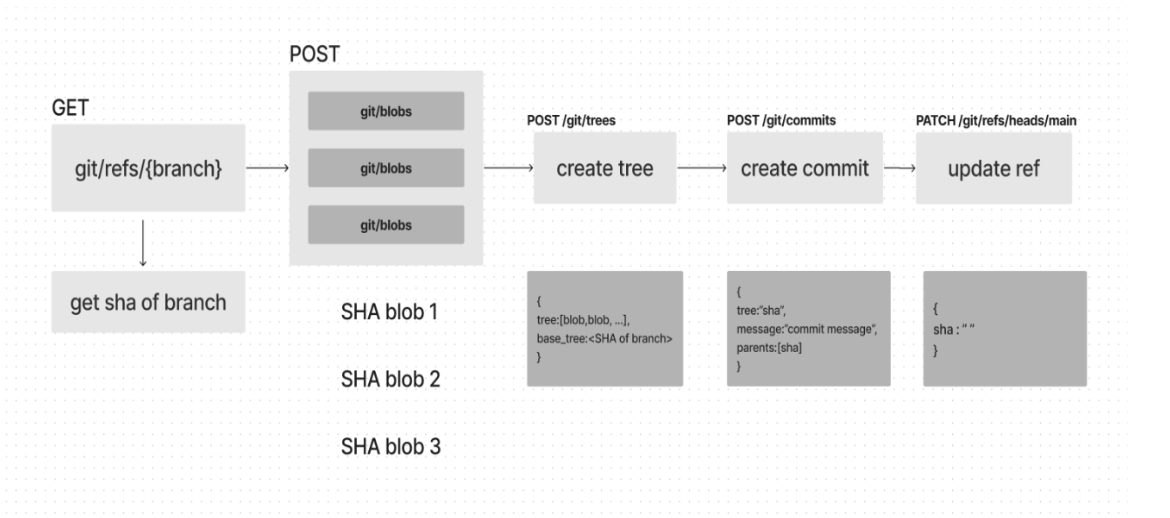 GET
git/refs/{branch}
get sha of branch
POST
git/blobs
git/blobs
git/blobs
SHA blob 1
SHA blob 2
SHA blob 3
POST /git/trees
create tree
{
tree:[blob,blob, ...],
base_tree:<SHA of branch>
}
POST /git/commits
create commit
{
tree:"sha",
message:"commit message",
parents:[sha]
}
PATCH /git/refs/heads/main
update ref
{
sha : “ “
}